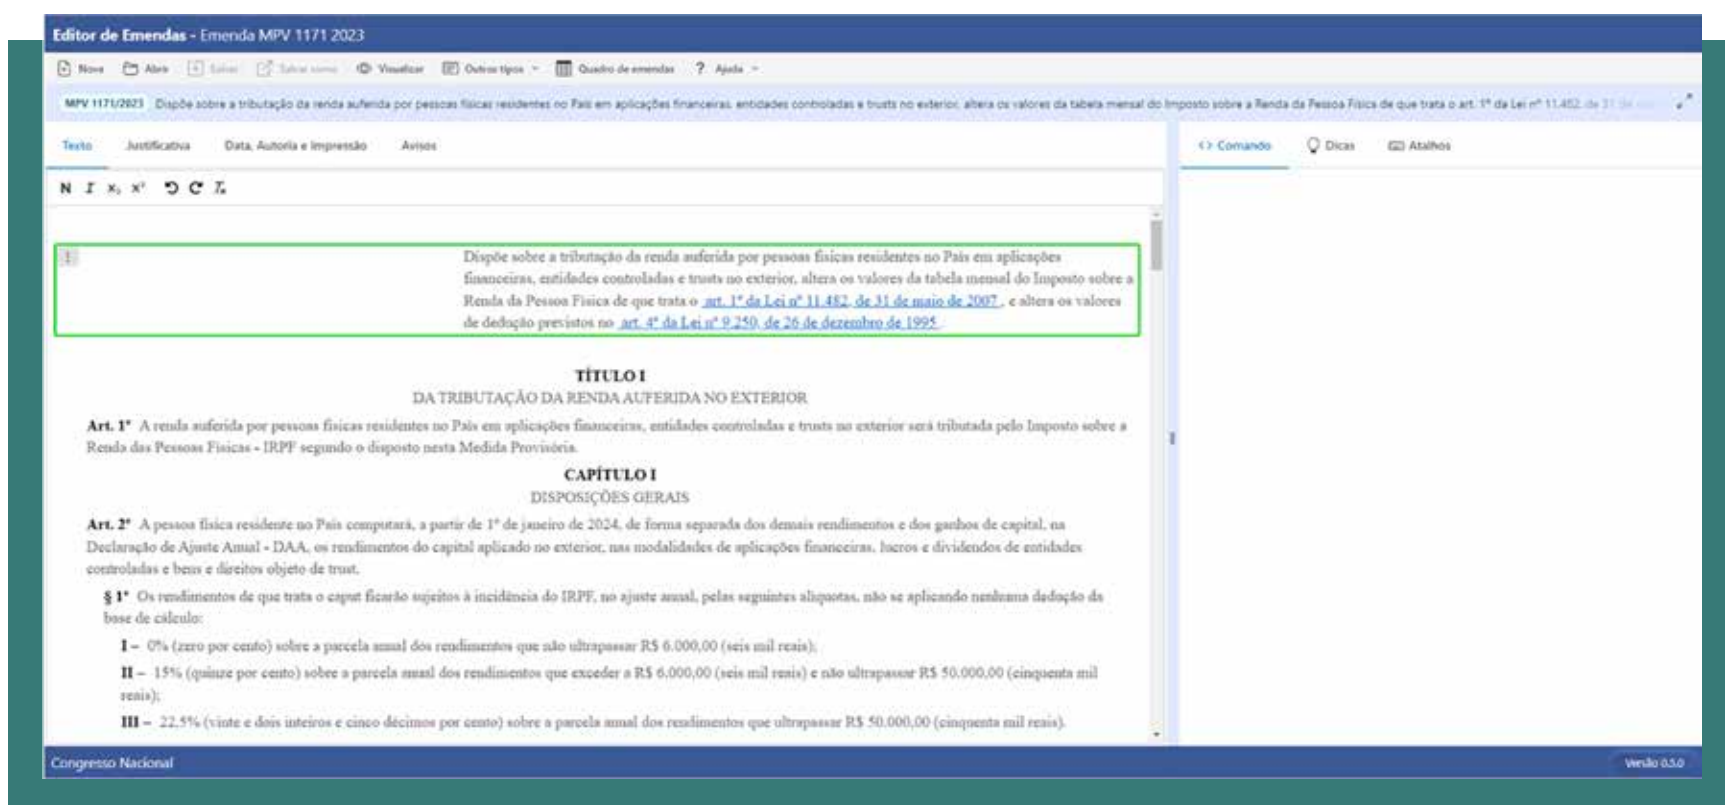 Editor de Emendas - Emenda MPV 1171 2023
Novo Abrir Salvar Salvar como Visualizar Outros tipos Quadro de emendas ? Ajuda
MPV 1171/2023 Dispõe sobre a tributação da renda auferida por pessoas físicas residentes no País em aplicações financeiras, entidades controladas e trusts no exterior, altera os valores da tabela mensal do Imposto sobre a Renda da Pessoa Física de que trata o art. 1º da Lei nº 11.482, de 31 de
Texto Justificativa Data, Autoria e Impressão Avisos
<> Comando Dicas Atalhos
N I x₂ x²
Dispõe sobre a tributação da renda auferida por pessoas físicas residentes no País em aplicações
financeiras, entidades controladas e trusts no exterior, altera os valores da tabela mensal do Imposto sobre a
Renda da Pessoa Física de que trata o art. 1º da Lei nº 11.482, de 31 de maio de 2007 , e altera os valores
de dedução previstos no art. 4º da Lei nº 9.250, de 26 de dezembro de 1995 .
TÍTULO I
DA TRIBUTAÇÃO DA RENDA AUFERIDA NO EXTERIOR
Art. 1º A renda auferida por pessoas físicas residentes no País em aplicações financeiras, entidades controladas e trusts no exterior será tributada pelo Imposto sobre a
Renda das Pessoas Físicas - IRPF segundo o disposto nesta Medida Provisória.
CAPÍTULO I
DISPOSIÇÕES GERAIS
Art. 2º A pessoa física residente no País computará, a partir de 1º de janeiro de 2024, de forma separada dos demais rendimentos e dos ganhos de capital, na
Declaração de Ajuste Anual - DAA, os rendimentos do capital aplicado no exterior, nas modalidades de aplicações financeiras, lucros e dividendos de entidades
controladas e bens e direitos objeto de trust.
§ 1º Os rendimentos de que trata o caput ficarão sujeitos à incidência do IRPF, no ajuste anual, pelas seguintes alíquotas, não se aplicando nenhuma dedução da
base de cálculo:
I – 0% (zero por cento) sobre a parcela anual dos rendimentos que não ultrapassar R$ 6.000,00 (seis mil reais);
II – 15% (quinze por cento) sobre a parcela anual dos rendimentos que exceder a R$ 6.000,00 (seis mil reais) e não ultrapassar R$ 50.000,00 (cinquenta mil
reais);
III – 22,5% (vinte e dois inteiros e cinco décimos por cento) sobre a parcela anual dos rendimentos que ultrapassar R$ 50.000,00 (cinquenta mil reais).
Congresso Nacional
Versão 0.5.0